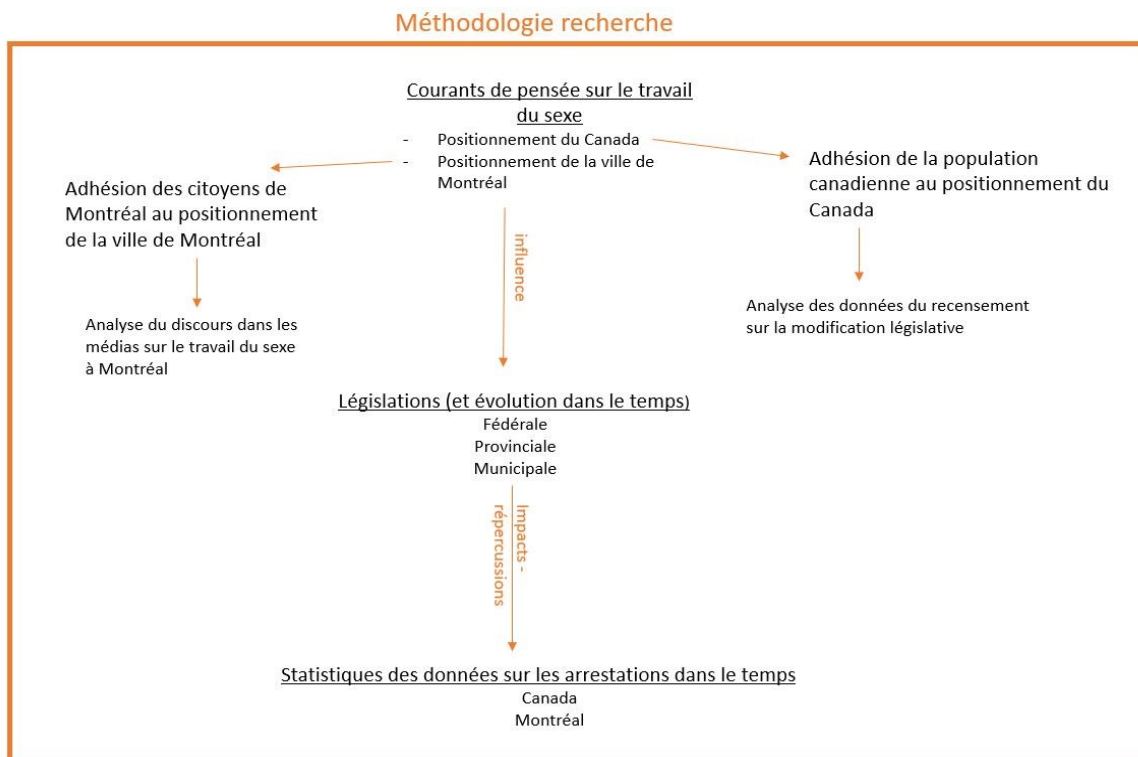 Méthodologie recherche
Courants de pensée sur le travail
du sexe
- Positionnement du Canada
- Positionnement de la ville de
Montréal
Adhésion des citoyens de
Montréal au positionnement
de la ville de Montréal
Adhésion de la population
canadienne au positionnement du
Canada
influence
Analyse du discours dans les
médias sur le travail du sexe
à Montréal
Analyse des données du recensement
sur la modification législative
Législations (et évolution dans le temps)
Fédérale
Provinciale
Municipale
Impacts -
répercussions
Statistiques des données sur les arrestations dans le temps
Canada
Montréal